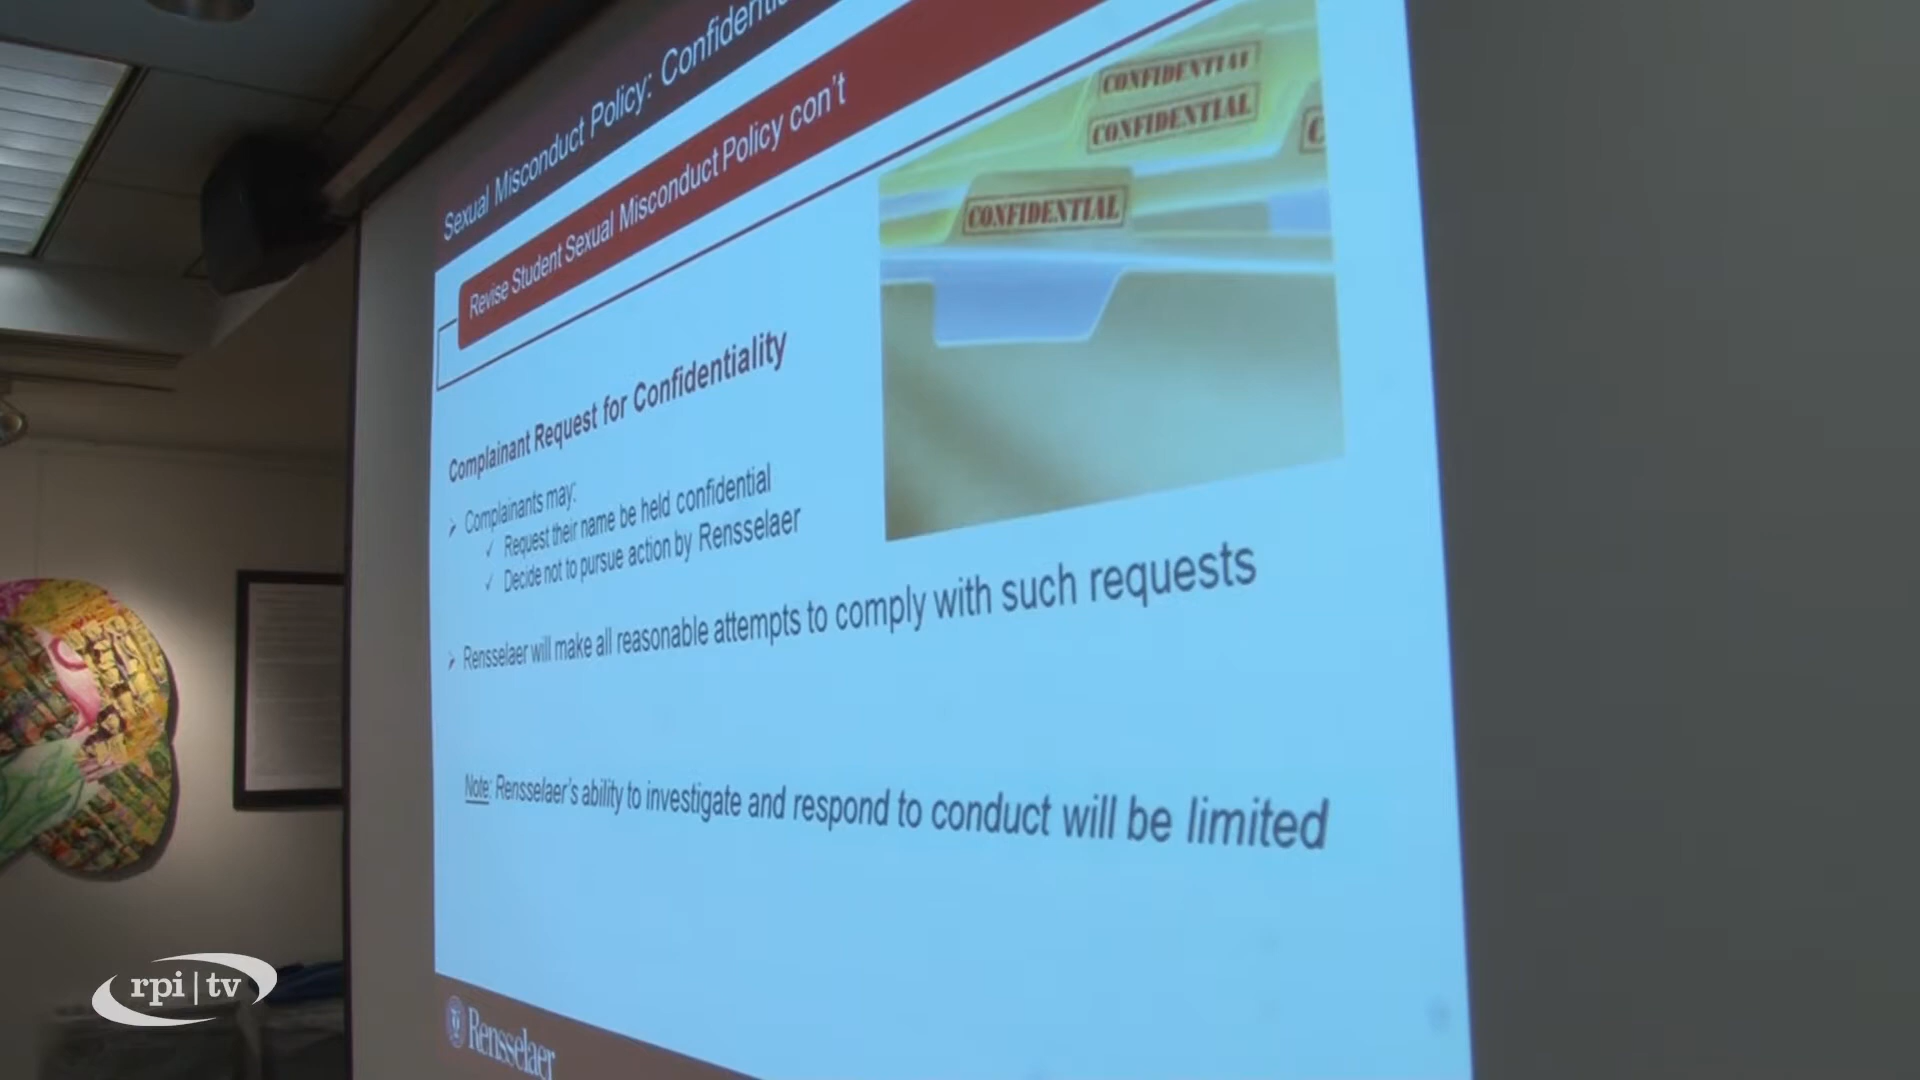 Sexual Misconduct Policy:
Revise Student Sexual Misconduct Policy con't
CONFIDENTIAL
CONFIDENTIAL
CONFIDENTIAL
Complainant Request for Confidentiality
Complainants may:
Request their name be held confidential
Decide not to pursue action by Rensselaer
Rensselaer will make all reasonable attempts to comply with such requests
Note: Rensselaer's ability to investigate and respond to conduct will be limited
rpi|tv
Rensselaer